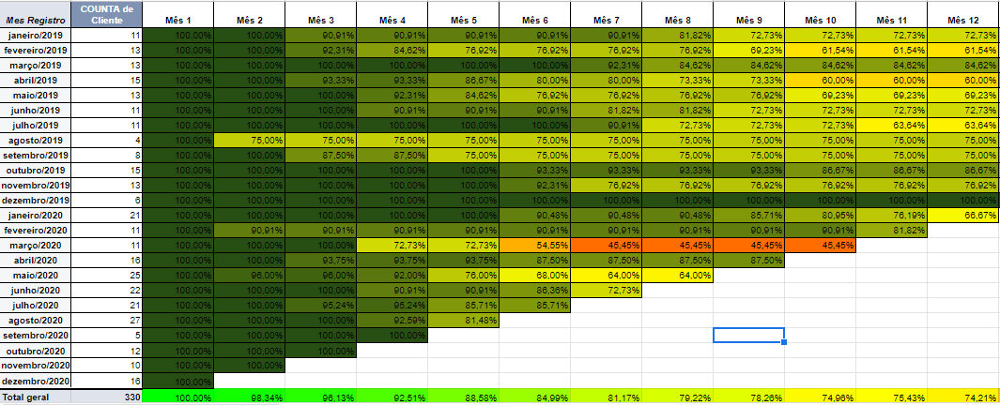 Mes Registro COUNTA de Cliente Mês 1 Mês 2 Mês 3 Mês 4 Mês 5 Mês 6 Mês 7 Mês 8 Mês 9 Mês 10 Mês 11 Mês 12
janeiro/2019 11 100,00% 100,00% 90,91% 90,91% 90,91% 90,91% 90,91% 81,82% 72,73% 72,73% 72,73% 72,73%
fevereiro/2019 13 100,00% 100,00% 92,31% 84,62% 76,92% 76,92% 76,92% 76,92% 69,23% 61,54% 61,54% 61,54%
março/2019 13 100,00% 100,00% 100,00% 100,00% 100,00% 100,00% 92,31% 84,62% 84,62% 84,62% 84,62% 84,62%
abril/2019 15 100,00% 100,00% 93,33% 93,33% 86,67% 80,00% 80,00% 73,33% 73,33% 60,00% 60,00% 60,00%
maio/2019 13 100,00% 100,00% 100,00% 92,31% 84,62% 76,92% 76,92% 76,92% 76,92% 69,23% 69,23% 69,23%
junho/2019 11 100,00% 100,00% 100,00% 90,91% 90,91% 90,91% 81,82% 81,82% 72,73% 72,73% 72,73% 72,73%
julho/2019 11 100,00% 100,00% 100,00% 100,00% 100,00% 100,00% 90,91% 72,73% 72,73% 72,73% 63,64% 63,64%
agosto/2019 4 100,00% 75,00% 75,00% 75,00% 75,00% 75,00% 75,00% 75,00% 75,00% 75,00% 75,00% 75,00%
setembro/2019 8 100,00% 100,00% 87,50% 87,50% 75,00% 75,00% 75,00% 75,00% 75,00% 75,00% 75,00% 75,00%
outubro/2019 15 100,00% 100,00% 100,00% 100,00% 100,00% 93,33% 93,33% 93,33% 93,33% 86,67% 86,67% 86,67%
novembro/2019 13 100,00% 100,00% 100,00% 100,00% 100,00% 92,31% 76,92% 76,92% 76,92% 76,92% 76,92% 76,92%
dezembro/2019 6 100,00% 100,00% 100,00% 100,00% 100,00% 100,00% 100,00% 100,00% 100,00% 100,00% 100,00% 100,00%
janeiro/2020 21 100,00% 100,00% 100,00% 100,00% 100,00% 90,48% 90,48% 90,48% 85,71% 80,95% 76,19% 66,67%
fevereiro/2020 11 100,00% 90,91% 90,91% 90,91% 90,91% 90,91% 90,91% 90,91% 90,91% 90,91% 81,82%
março/2020 11 100,00% 100,00% 100,00% 72,73% 72,73% 54,55% 45,45% 45,45% 45,45% 45,45%
abril/2020 16 100,00% 100,00% 93,75% 93,75% 93,75% 87,50% 87,50% 87,50% 87,50%
maio/2020 25 100,00% 96,00% 96,00% 92,00% 76,00% 68,00% 64,00% 64,00%
junho/2020 22 100,00% 100,00% 100,00% 90,91% 90,91% 86,36% 72,73%
julho/2020 21 100,00% 100,00% 95,24% 95,24% 85,71% 85,71%
agosto/2020 27 100,00% 100,00% 100,00% 92,59% 81,48%
setembro/2020 5 100,00% 100,00% 100,00% 100,00%
outubro/2020 12 100,00% 100,00% 100,00%
novembro/2020 10 100,00% 100,00%
dezembro/2020 16 100,00%
Total geral 330 100,00% 98,34% 96,13% 92,51% 88,58% 84,99% 81,17% 79,22% 78,26% 74,96% 75,43% 74,21%